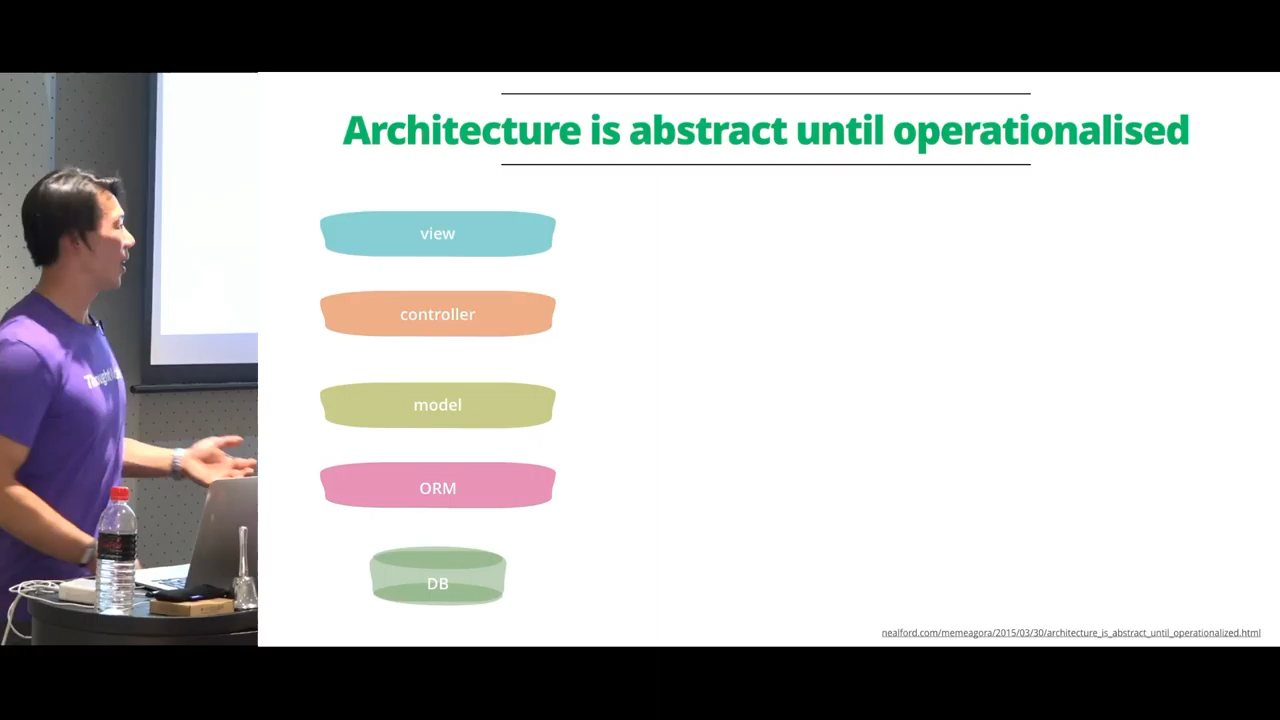 Architecture is abstract until operationalised
view
controller
model
ORM
DB
nealford.com/memeagora/2015/03/30/architecture_is_abstract_until_operationalized.html